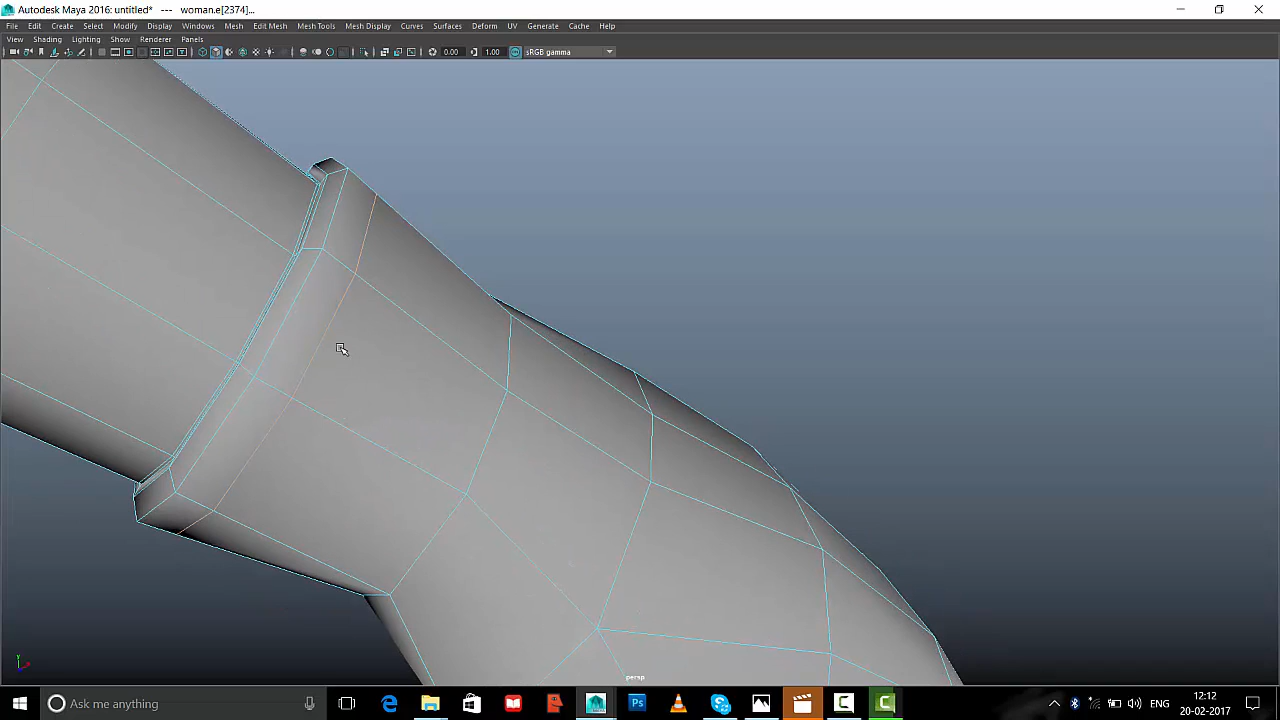 Autodesk Maya 2016: untitled*   ---   woman.e[2374]...
File Edit Create Select Modify Display Windows Mesh Edit Mesh Mesh Tools Mesh Display Curves Surfaces Deform UV Generate Cache Help
View Shading Lighting Show Renderer Panels
0.00 1.00 sRGB gamma
persp
Ask me anything
ENG
12:12
20-02-2017